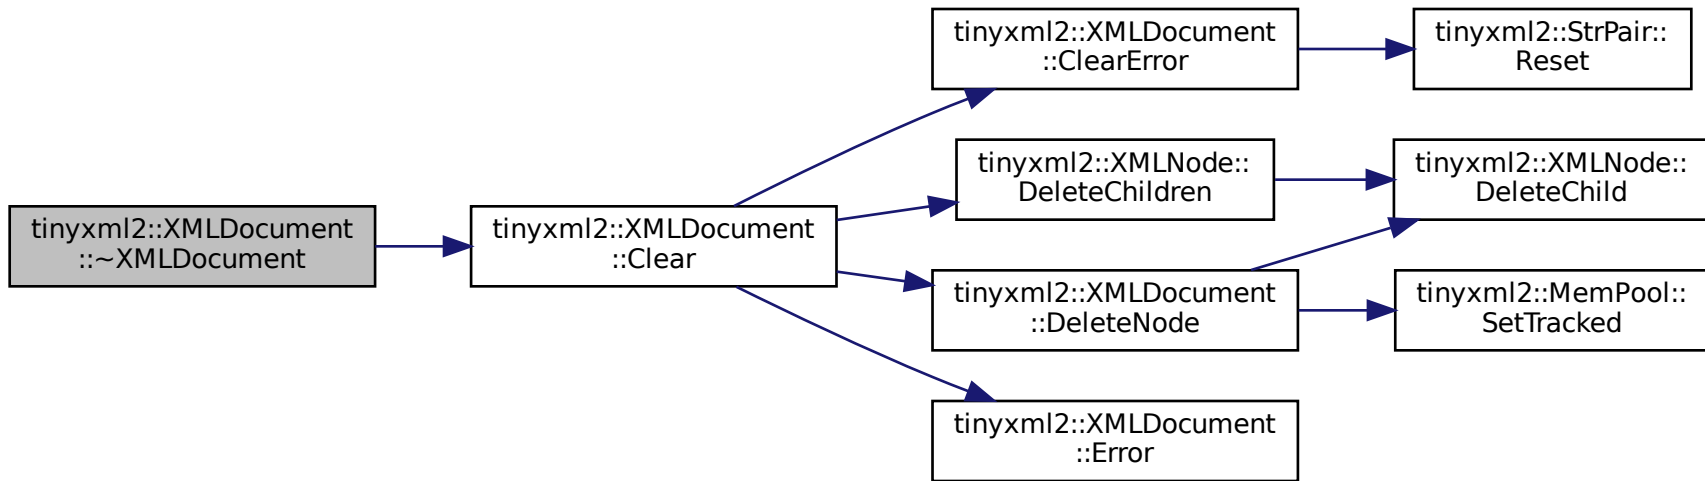 tinyxml2::XMLDocument
::~XMLDocument
tinyxml2::XMLDocument
::Clear
tinyxml2::XMLDocument
::ClearError
tinyxml2::StrPair::
Reset
tinyxml2::XMLNode::
DeleteChildren
tinyxml2::XMLNode::
DeleteChild
tinyxml2::XMLDocument
::DeleteNode
tinyxml2::MemPool::
SetTracked
tinyxml2::XMLDocument
::Error